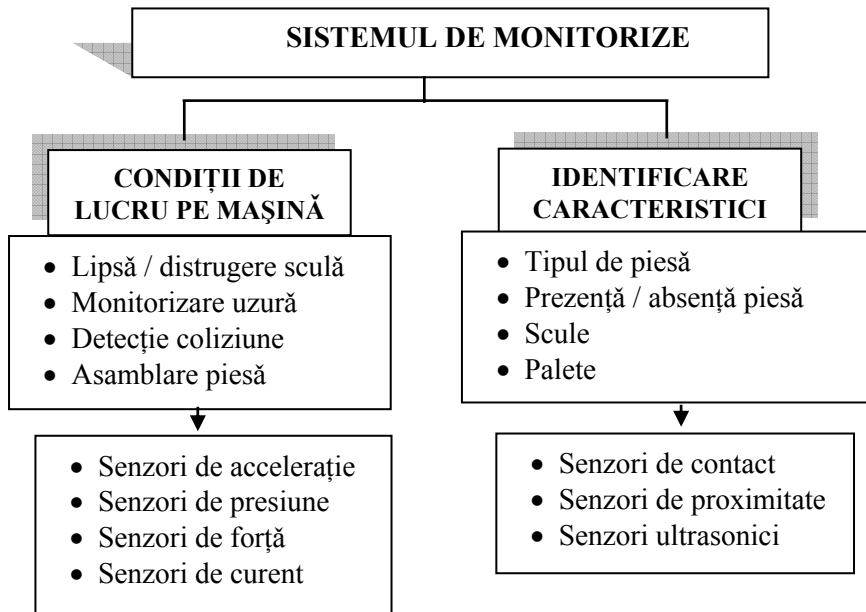 SISTEMUL DE MONITORIZE
CONDIȚII DE
LUCRU PE MAŞINĂ
• Lipsă / distrugere sculă
• Monitorizare uzură
• Detecție coliziune
• Asamblare piesă
• Senzori de accelerație
• Senzori de presiune
• Senzori de forță
• Senzori de curent
IDENTIFICARE
CARACTERISTICI
• Tipul de piesă
• Prezență / absență piesă
• Scule
• Palete
• Senzori de contact
• Senzori de proximitate
• Senzori ultrasonici